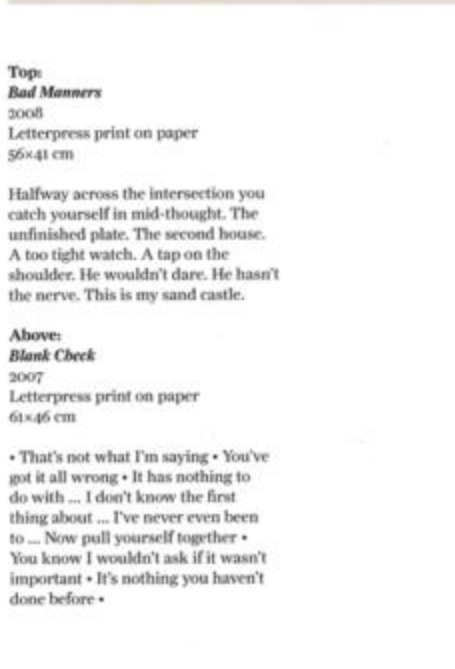 Top:
Bad Manners
2008
Letterpress print on paper
56×41 cm
Halfway across the intersection you
catch yourself in mid-thought. The
unfinished plate. The second house.
A too tight watch. A tap on the
shoulder. He wouldn't dare. He hasn't
the nerve. This is my sand castle.
Above:
Blank Check
2007
Letterpress print on paper
61×46 cm
• That's not what I'm saying • You've
got it all wrong • It has nothing to
do with ... I don't know the first
thing about ... I've never even been
to ... Now pull yourself together •
You know I wouldn't ask if it wasn't
important • It's nothing you haven't
done before •